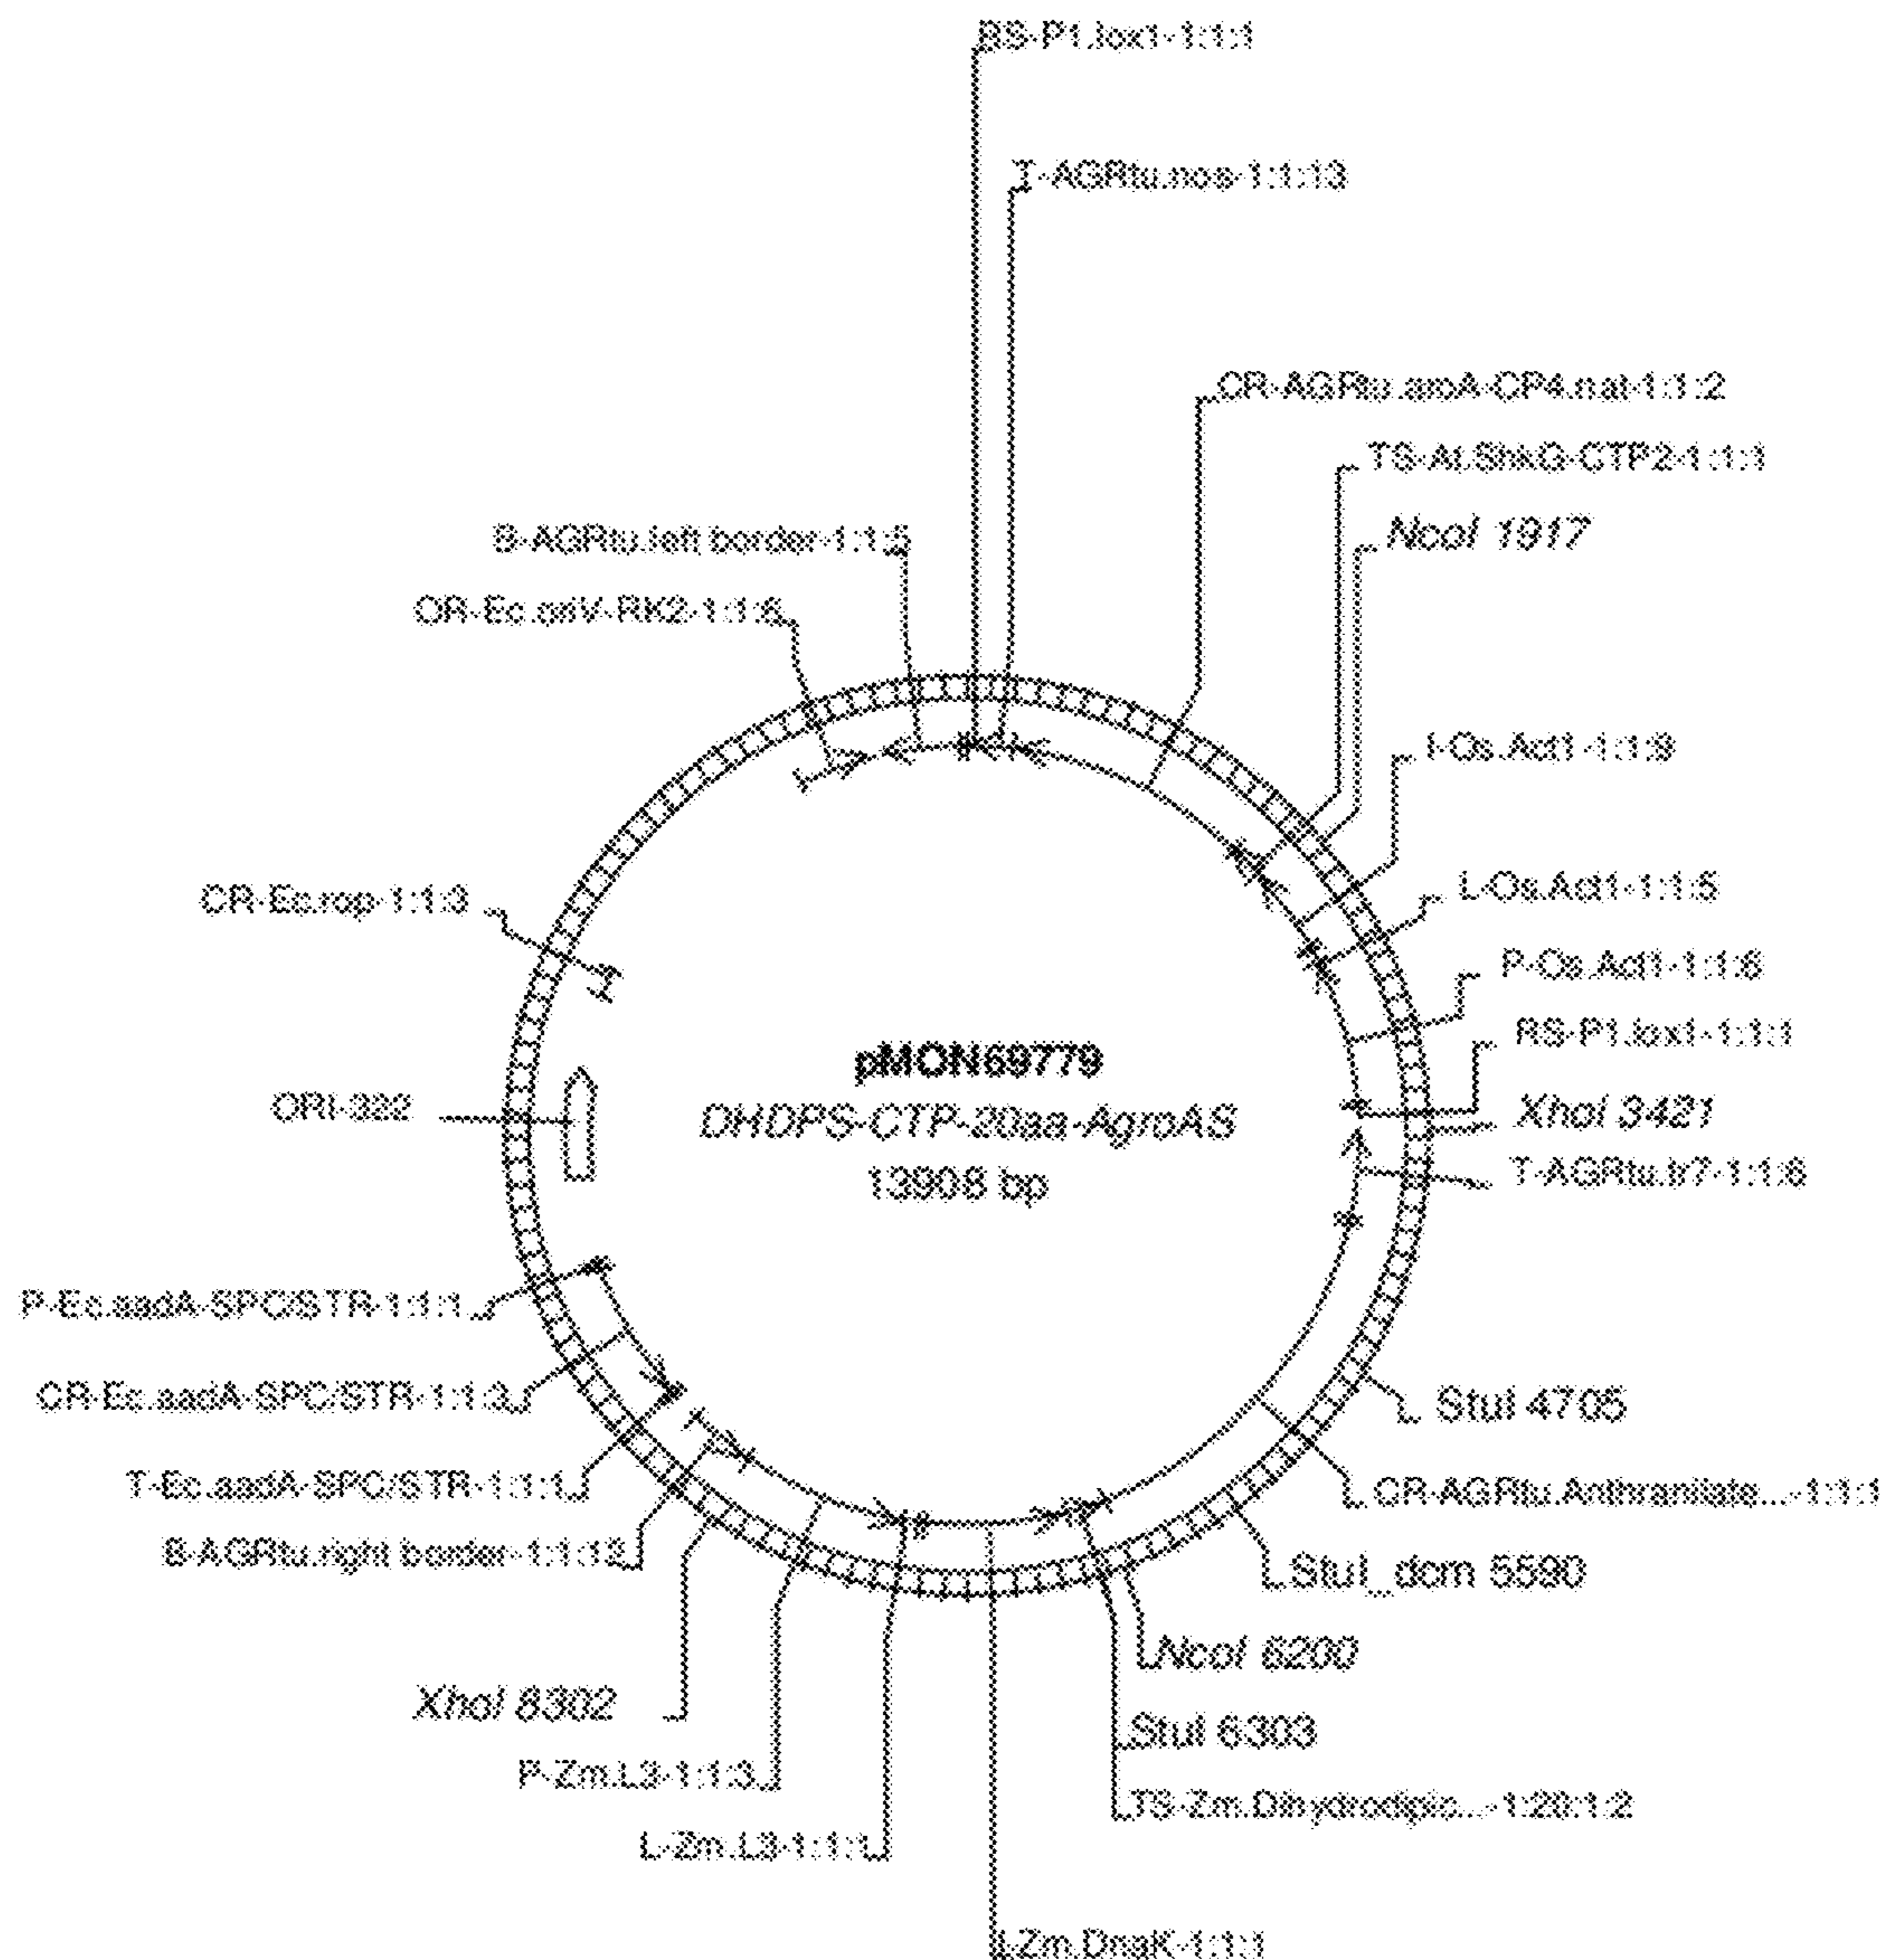 RS-P1.lox1-1:1:1
T-AGRtu.nos-1:1:13
CR-AGRtu.aroA-CP4.nat-1:1:2
TS-At.ShkG-CTP2-1:1:1
NcoI 1917
B-AGRtu.left border-1:1:5
OR-Ec.oriV-RK2-1:1:6
I-Os.Act1-1:1:9
CR-Ec.rop-1:1:3
L-Os.Act1-1:1:5
P-Os.Act1-1:1:6
RS-P1.lox1-1:1:1
XhoI 3421
T-AGRtu.tr7-1:1:6
pMON69779
DHDPS-CTP-20aa-AgroAS
13908 bp
ORI-322
P-Ec.aadA-SPC/STR-1:1:1
CR-Ec.aadA-SPC/STR-1:1:3
T-Ec.aadA-SPC/STR-1:1:1
B-AGRtu.right border-1:1:13
StuI 4705
CR-AGRtu.Anthranilate...-1:1:1
StuI_dcm 5590
NcoI 6200
StuI 6303
TS-Zm.Dihydrodipic...-1:20:1:2
XhoI 8302
P-Zm.L3-1:1:3
L-Zm.L3-1:1:1
I-Zm.DnaK-1:1:1